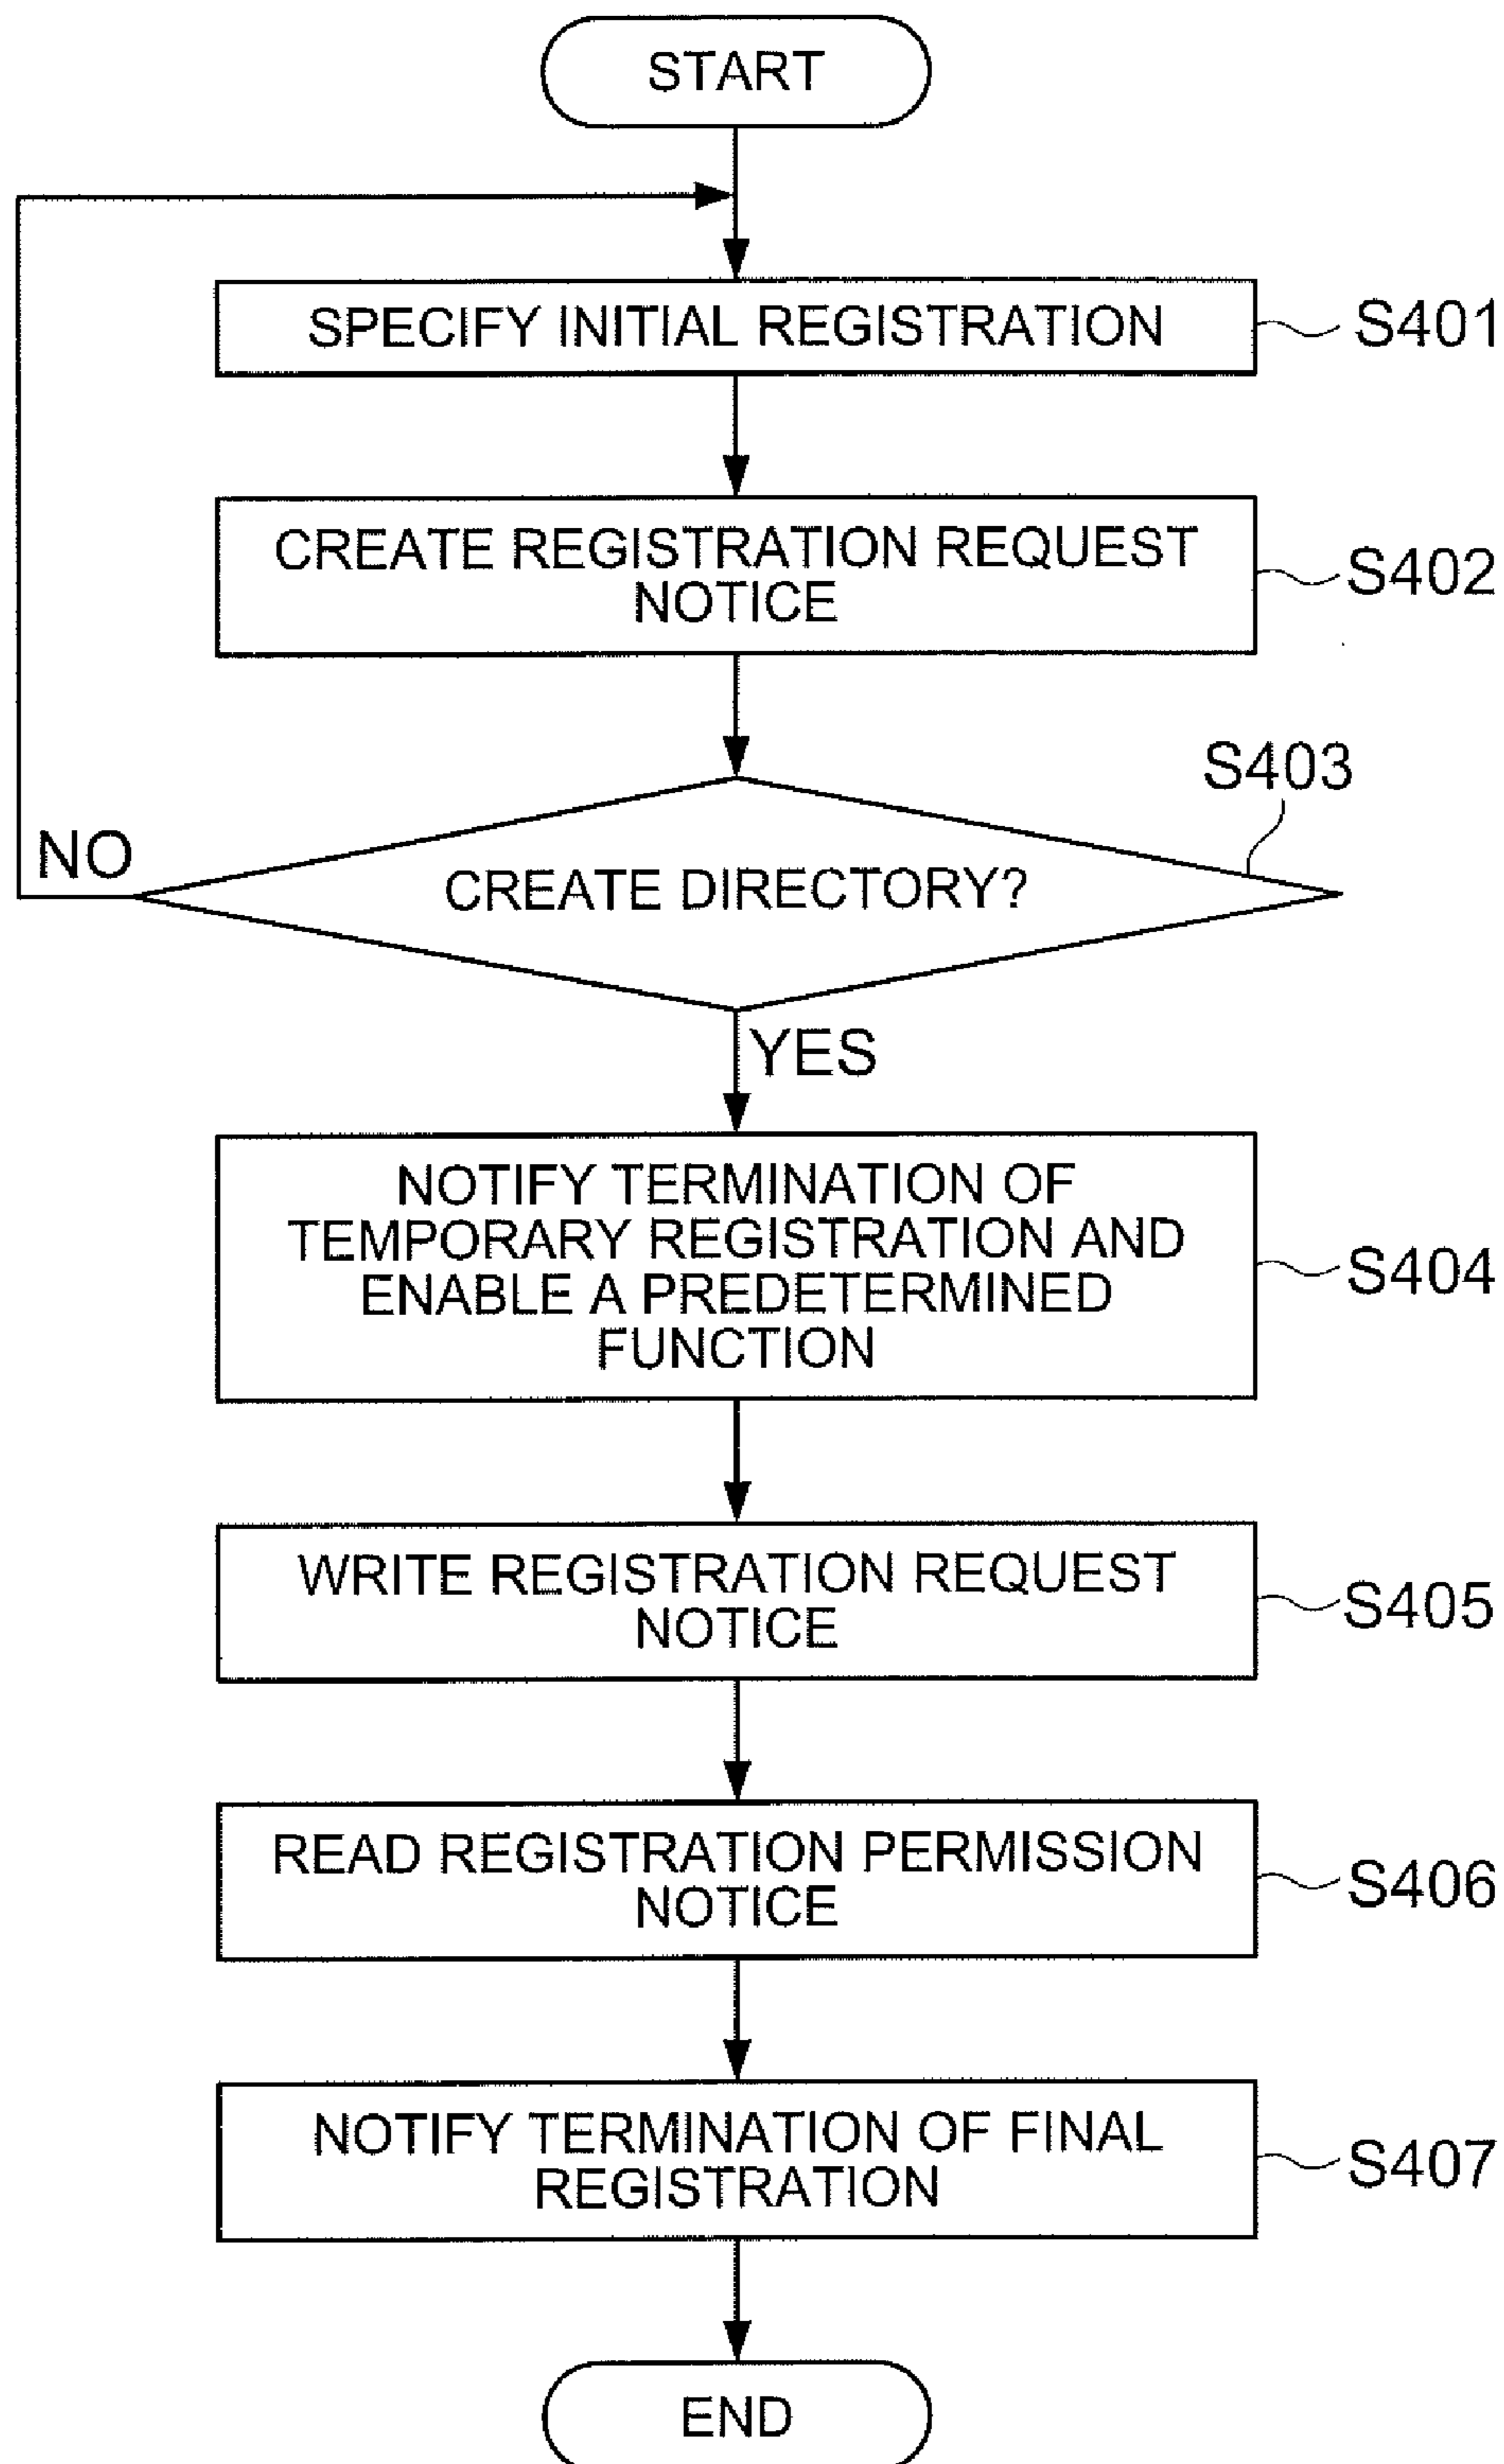 START
SPECIFY INITIAL REGISTRATION
S401
CREATE REGISTRATION REQUEST
NOTICE
S402
S403
NO
CREATE DIRECTORY?
YES
NOTIFY TERMINATION OF
TEMPORARY REGISTRATION AND
ENABLE A PREDETERMINED
FUNCTION
S404
WRITE REGISTRATION REQUEST
NOTICE
S405
READ REGISTRATION PERMISSION
NOTICE
S406
NOTIFY TERMINATION OF FINAL
REGISTRATION
S407
END